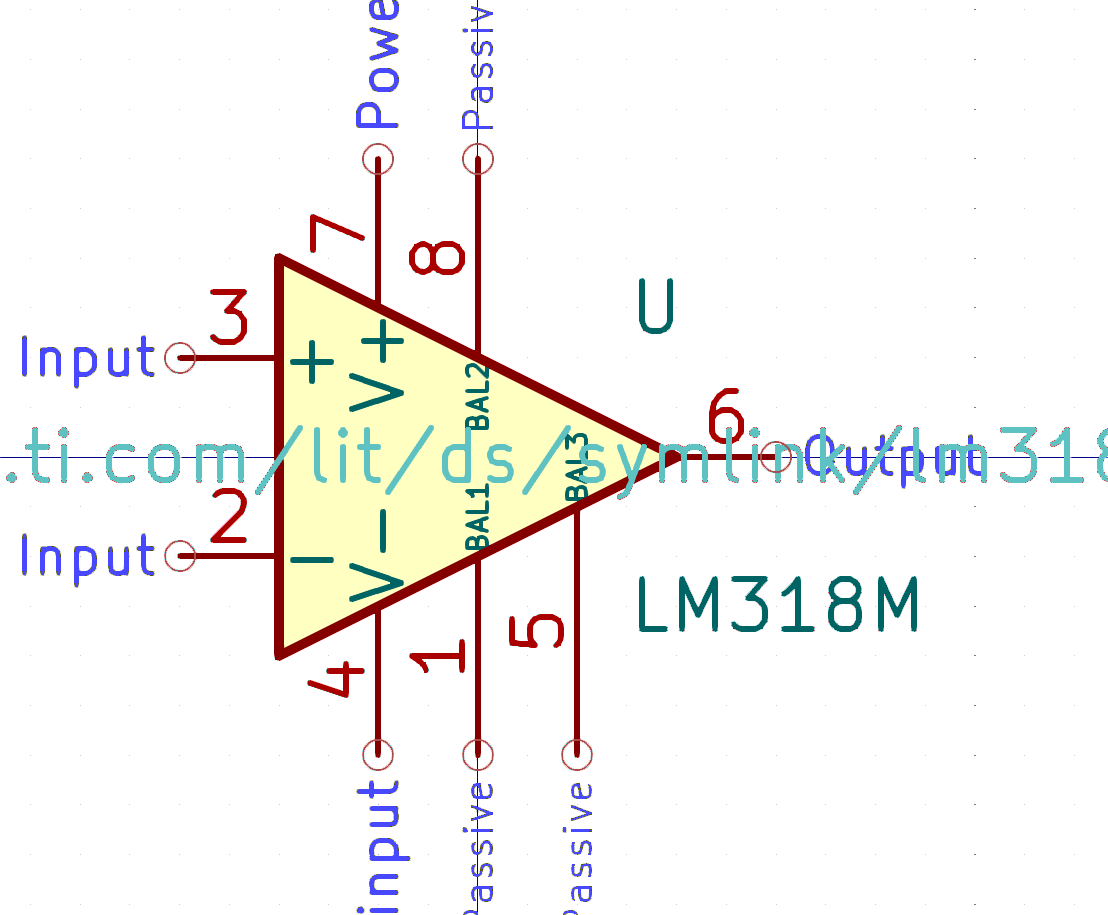 Powe
Passiv
7
8
U
3
Input
+
V+
BAL2
6
.ti.com/lit/ds/symlink/lm318
Output
BAL3
BAL1
2
Input
-
V-
LM318M
5
1
4
input
Passive
Passive